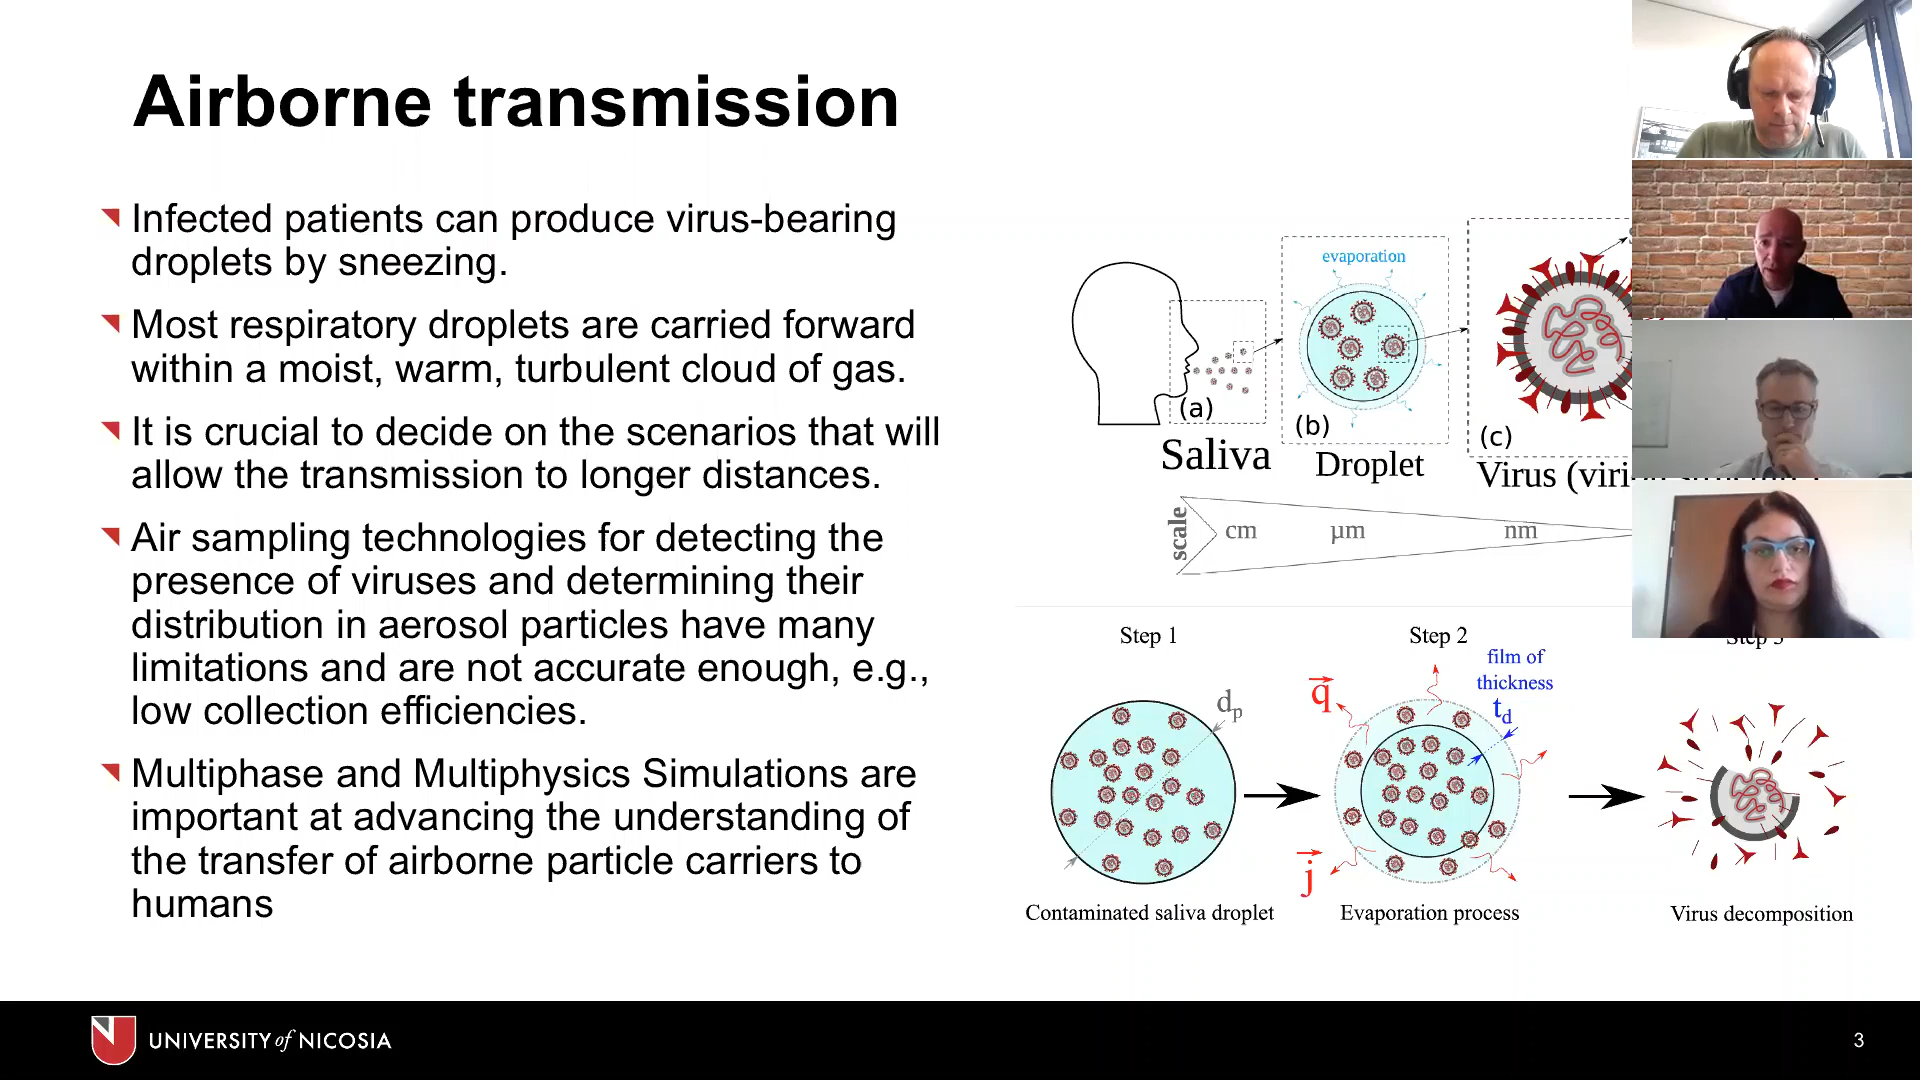 Airborne transmission
Infected patients can produce virus-bearing
droplets by sneezing.
Most respiratory droplets are carried forward
within a moist, warm, turbulent cloud of gas.
It is crucial to decide on the scenarios that will
allow the transmission to longer distances.
Air sampling technologies for detecting the
presence of viruses and determining their
distribution in aerosol particles have many
limitations and are not accurate enough, e.g.,
low collection efficiencies.
Multiphase and Multiphysics Simulations are
important at advancing the understanding of
the transfer of airborne particle carriers to
humans
evaporation
(a)
(b)
(c)
Saliva
Droplet
Virus (viri
scale
cm
µm
nm
Step 1
Step 2
Step 3
film of
thickness
t_d
d_p
q
j
Contaminated saliva droplet
Evaporation process
Virus decomposition
UNIVERSITY of NICOSIA
3